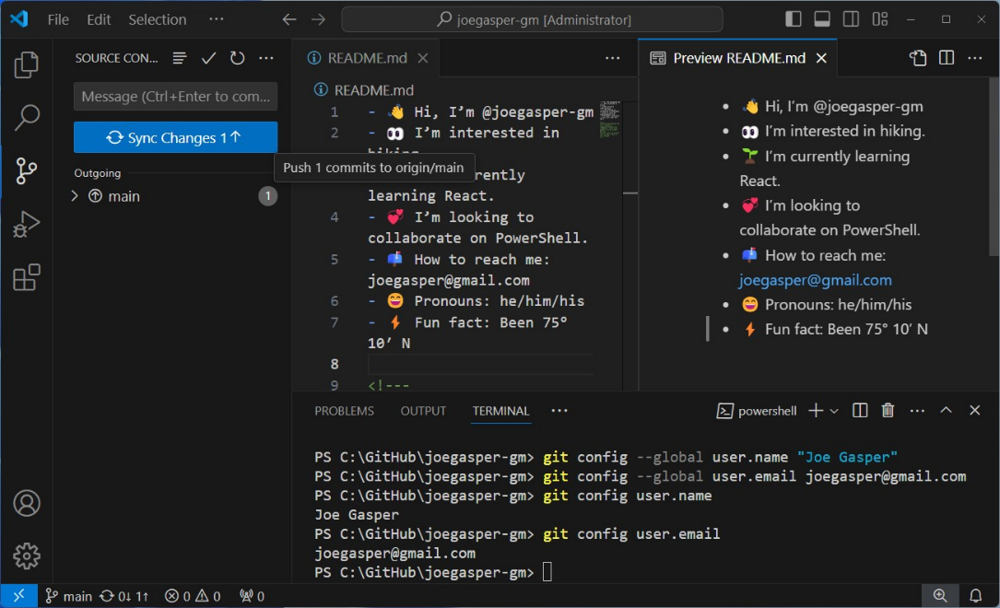 File Edit Selection ···
joegasper-gm [Administrator]
SOURCE CON... ···
Message (Ctrl+Enter to com...
Sync Changes 1↑
Push 1 commits to origin/main
Outgoing
main 1
README.md
README.md
1 - 👋 Hi, I’m @joegasper-gm
2 - 👀 I’m interested in
hiking.
rently
learning React.
4 - 💞️ I’m looking to
collaborate on PowerShell.
5 - 📫 How to reach me:
joegasper@gmail.com
6 - 😄 Pronouns: he/him/his
7 - ⚡ Fun fact: Been 75°
10′ N
8
9 <!---
Preview README.md
• 👋 Hi, I’m @joegasper-gm
• 👀 I’m interested in hiking.
• 🌱 I’m currently learning
React.
• 💞️ I’m looking to
collaborate on PowerShell.
• 📫 How to reach me:
joegasper@gmail.com
• 😄 Pronouns: he/him/his
• ⚡ Fun fact: Been 75° 10′ N
PROBLEMS OUTPUT TERMINAL ···
powershell
PS C:\GitHub\joegasper-gm> git config --global user.name "Joe Gasper"
PS C:\GitHub\joegasper-gm> git config --global user.email joegasper@gmail.com
PS C:\GitHub\joegasper-gm> git config user.name
Joe Gasper
PS C:\GitHub\joegasper-gm> git config user.email
joegasper@gmail.com
PS C:\GitHub\joegasper-gm>
main 0↓ 1↑ 0 0 0